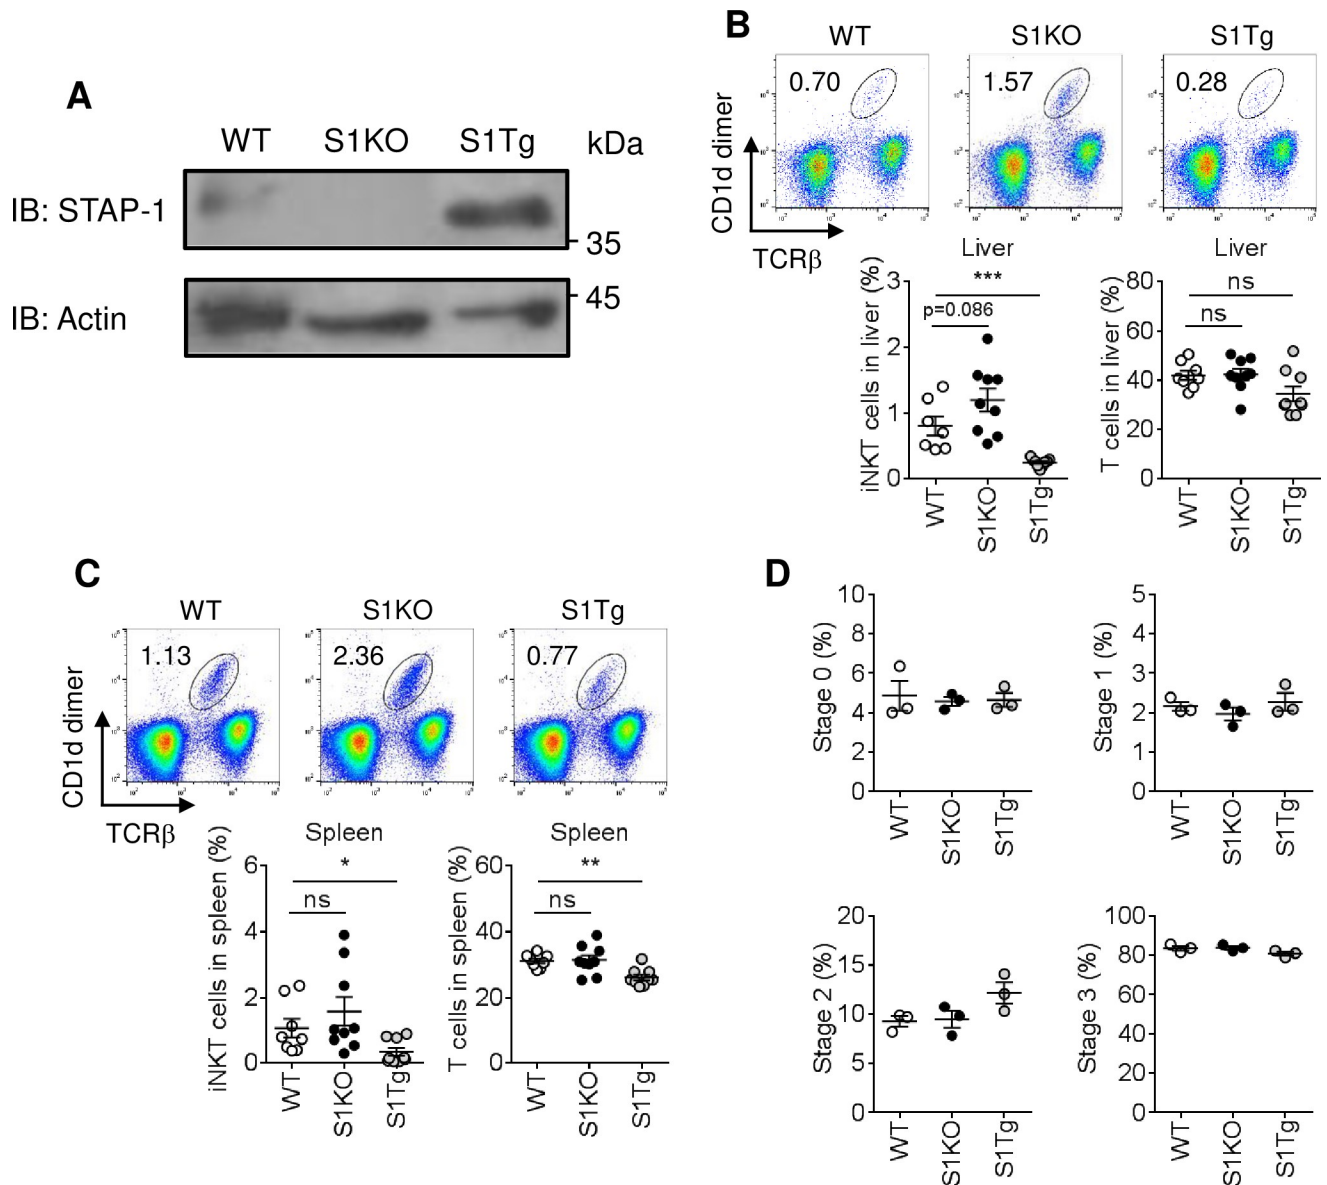 A
WT S1KO S1Tg kDa
IB: STAP-1
35
IB: Actin
45
B
WT S1KO S1Tg
0.70 1.57 0.28
CD1d dimer
TCRβ
Liver
iNKT cells in liver (%)
3
2
1
0
***
p=0.086
WT S1KO S1Tg
Liver
T cells in liver (%)
80
60
40
20
0
ns
ns
WT S1KO S1Tg
C
WT S1KO S1Tg
1.13 2.36 0.77
CD1d dimer
TCRβ
Spleen
iNKT cells in spleen (%)
6
4
2
0
*
ns
WT S1KO S1Tg
Spleen
T cells in spleen (%)
60
40
20
0
**
ns
WT S1KO S1Tg
D
Stage 0 (%)
10
8
6
4
2
0
WT S1KO S1Tg
Stage 1 (%)
5
4
3
2
1
0
WT S1KO S1Tg
Stage 2 (%)
20
15
10
5
0
WT S1KO S1Tg
Stage 3 (%)
100
80
60
40
20
0
WT S1KO S1Tg